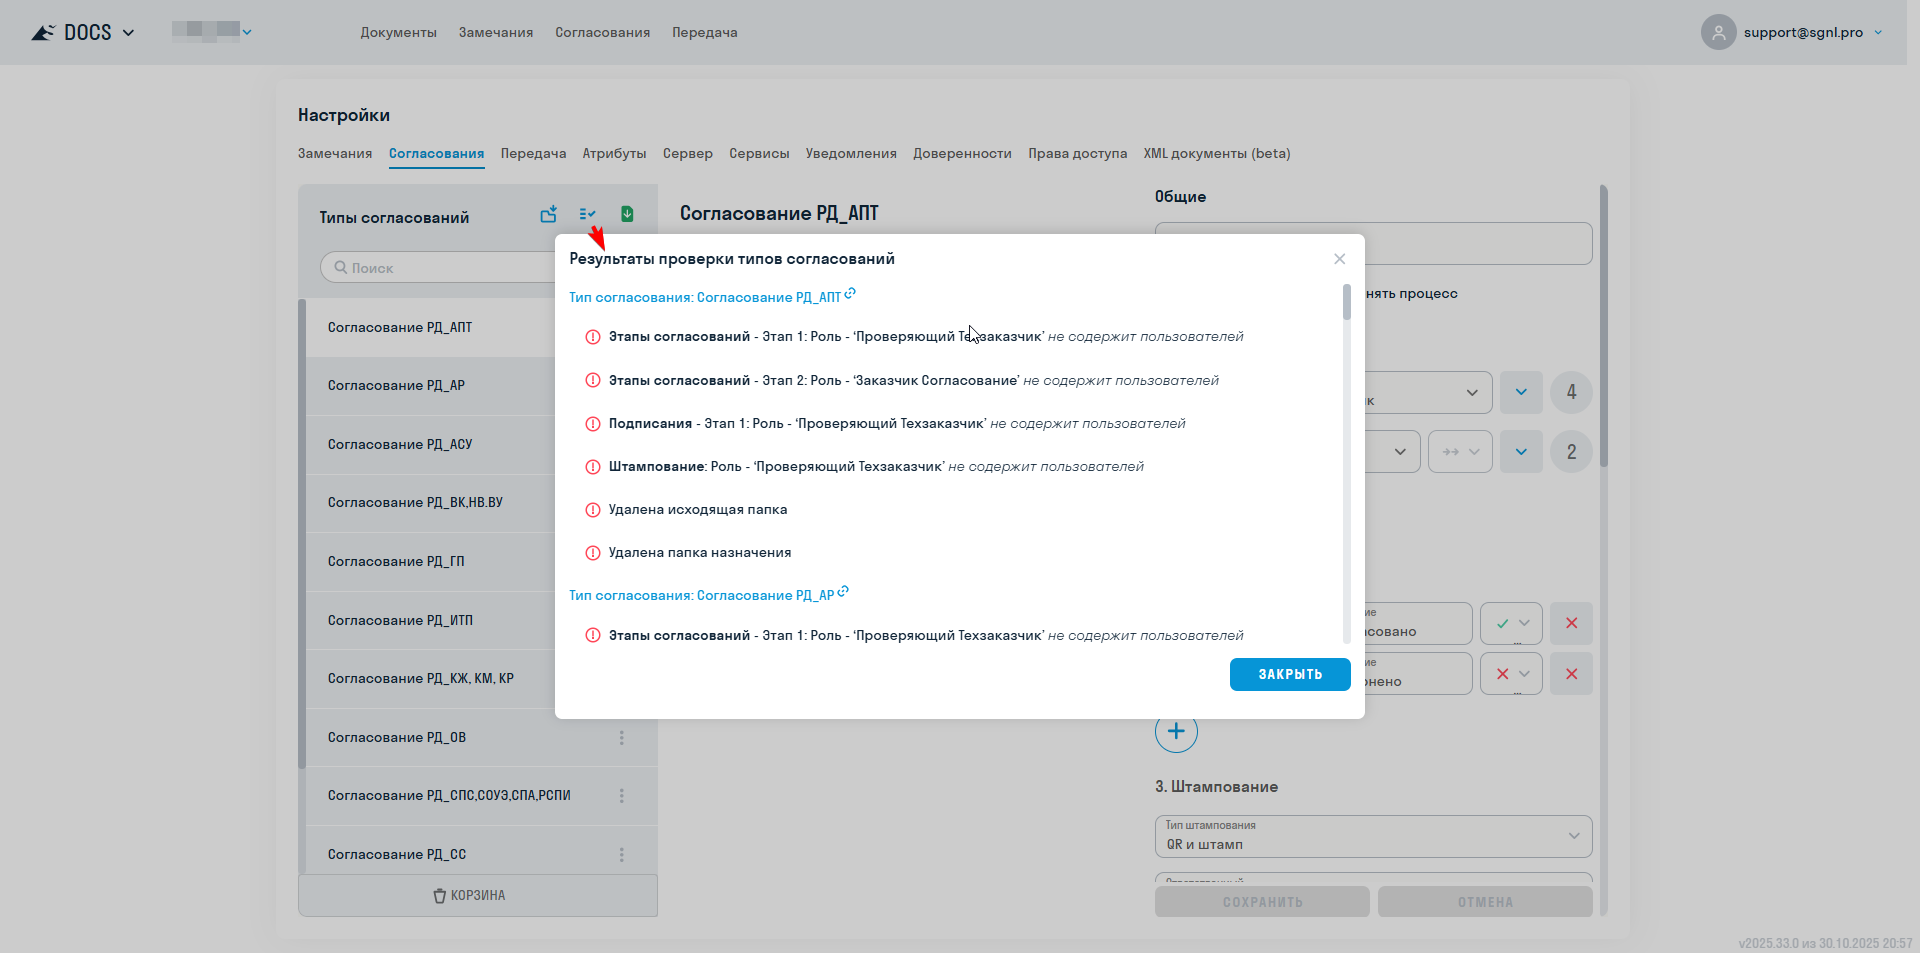 DOCS
Документы Замечания Согласования Передача
support@sgnl.pro
Настройки
Замечания Согласования Передача Атрибуты Сервер Сервисы Уведомления Доверенности Права доступа XML документы (beta)
Типы согласований
Поиск
Согласование РД_АПТ
Согласование РД_АР
Согласование РД_АСУ
Согласование РД_ВК,НВ.ВУ
Согласование РД_ГП
Согласование РД_ИТП
Согласование РД_КЖ, КМ, КР
Согласование РД_ОВ
Согласование РД_СПС,СОУЭ,СПА,РСПИ
Согласование РД_СС
КОРЗИНА
Согласование РД_АПТ
Общие
нять процесс
к
4
2
ие
совано
ие
онено
3. Штампование
Тип штампования
QR и штамп
Ответственный
СОХРАНИТЬ
ОТМЕНА
Результаты проверки типов согласований
Тип согласования: Согласование РД_АПТ
Этапы согласований - Этап 1: Роль - ‘Проверяющий Техзаказчик’ не содержит пользователей
Этапы согласований - Этап 2: Роль - ‘Заказчик Согласование’ не содержит пользователей
Подписания - Этап 1: Роль - ‘Проверяющий Техзаказчик’ не содержит пользователей
Штампование: Роль - ‘Проверяющий Техзаказчик’ не содержит пользователей
Удалена исходящая папка
Удалена папка назначения
Тип согласования: Согласование РД_АР
Этапы согласований - Этап 1: Роль - ‘Проверяющий Техзаказчик’ не содержит пользователей
ЗАКРЫТЬ
v2025.33.0 из 30.10.2025 20:57